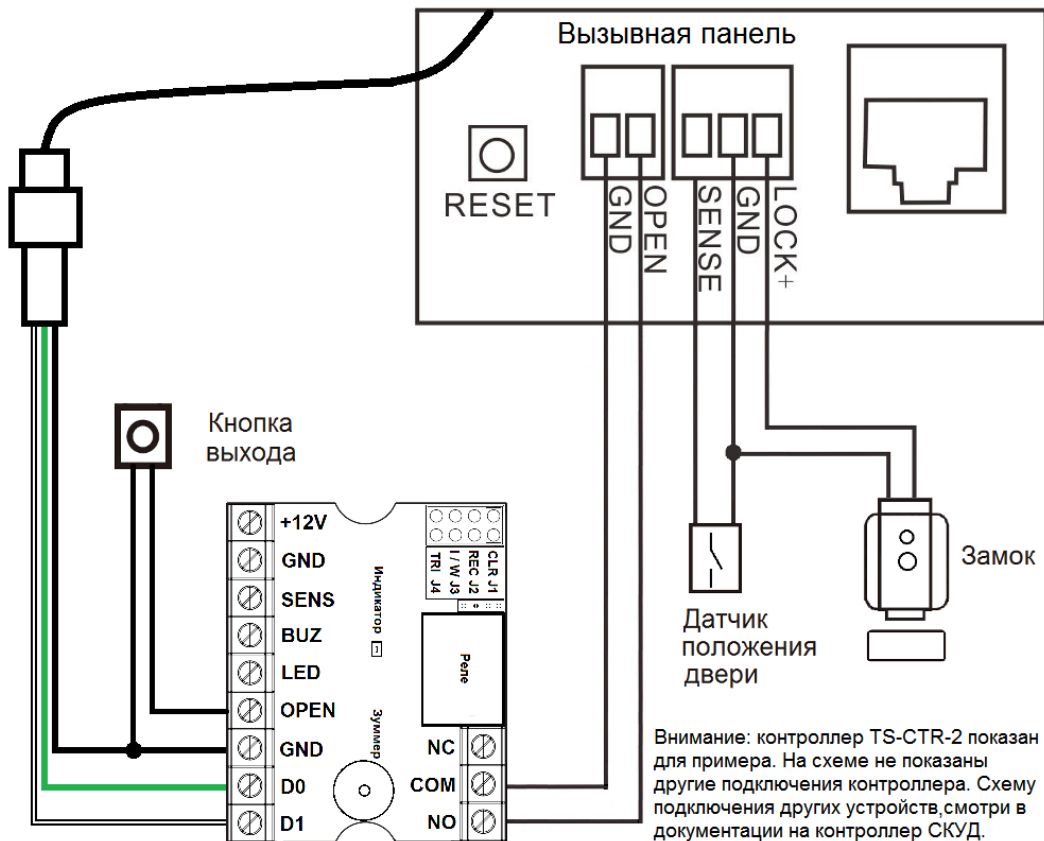 Вызывная панель
RESET
GND
OPEN
SENSE
GND
LOCK+
Кнопка
выхода
+12V
GND
SENS
BUZ
LED
OPEN
GND
D0
D1
Индикатор
Зуммер
TRI J4
I / W J3
REC J2
CLR J1
Реле
NC
COM
NO
Датчик
положения
двери
Замок
Внимание: контроллер TS-CTR-2 показан
для примера. На схеме не показаны
другие подключения контроллера. Схему
подключения других устройств,смотри в
документации на контроллер СКУД.